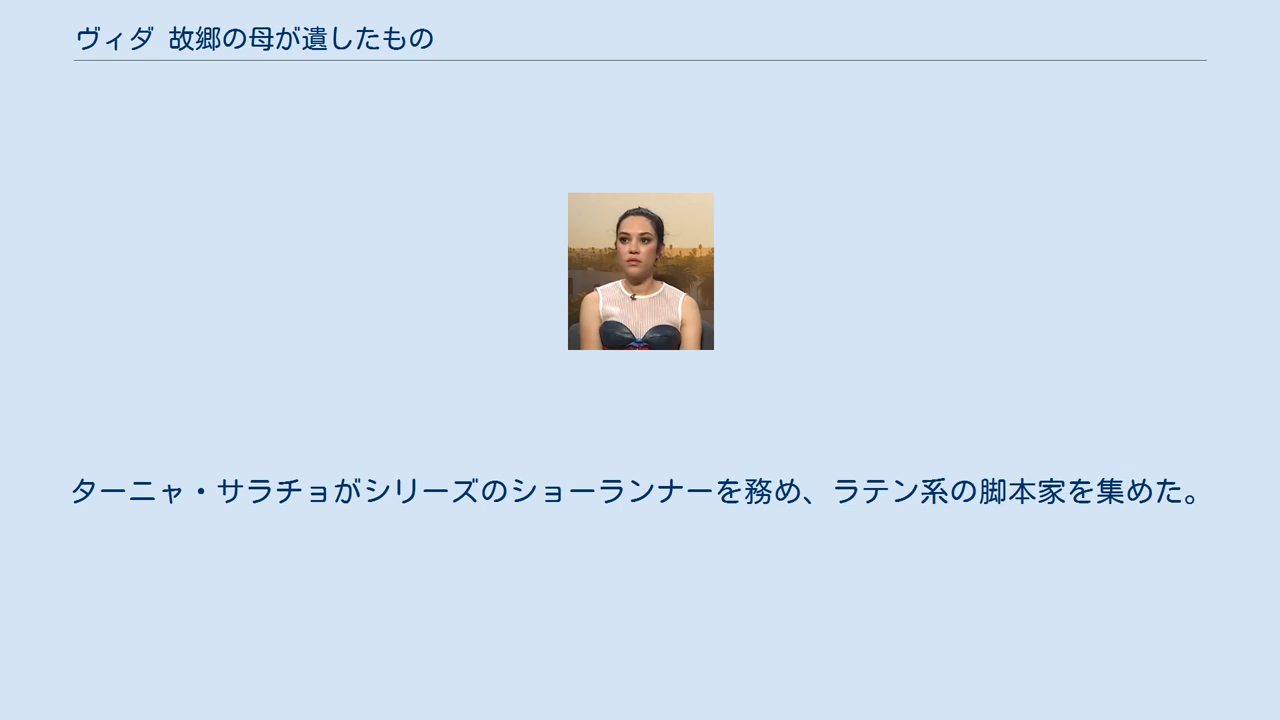 ヴィダ 故郷の母が遺したもの
ターニャ・サラチョがシリーズのショーランナーを務め、ラテン系の脚本家を集めた。